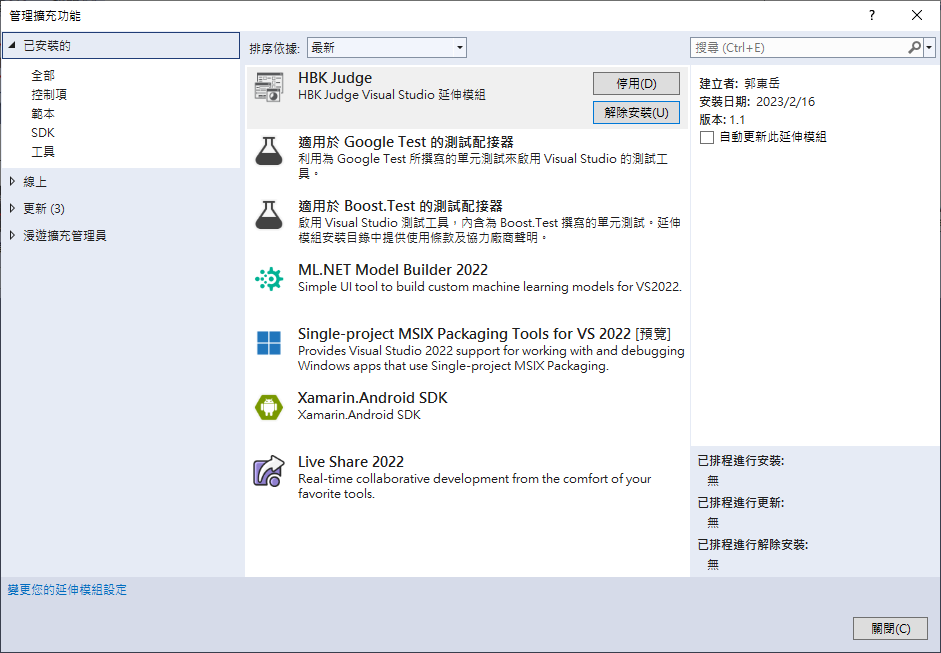 管理擴充功能
?
已安裝的
全部
控制項
範本
SDK
工具
線上
更新 (3)
漫遊擴充管理員
變更您的延伸模組設定
排序依據: 最新
HBK Judge
HBK Judge Visual Studio 延伸模組
停用(D)
解除安裝(U)
適用於 Google Test 的測試配接器
利用為 Google Test 所撰寫的單元測試來啟用 Visual Studio 的測試工
具。
適用於 Boost.Test 的測試配接器
啟用 Visual Studio 測試工具，內含為 Boost.Test 撰寫的單元測試。延伸
模組安裝目錄中提供使用條款及協力廠商聲明。
ML.NET Model Builder 2022
Simple UI tool to build custom machine learning models for VS2022.
Single-project MSIX Packaging Tools for VS 2022 [預覽]
Provides Visual Studio 2022 support for working with and debugging
Windows apps that use Single-project MSIX Packaging.
Xamarin.Android SDK
Xamarin.Android SDK
Live Share 2022
Real-time collaborative development from the comfort of your
favorite tools.
搜尋 (Ctrl+E)
建立者: 郭東岳
安裝日期: 2023/2/16
版本: 1.1
自動更新此延伸模組
已排程進行安裝:
無
已排程進行更新:
無
已排程進行解除安裝:
無
關閉(C)